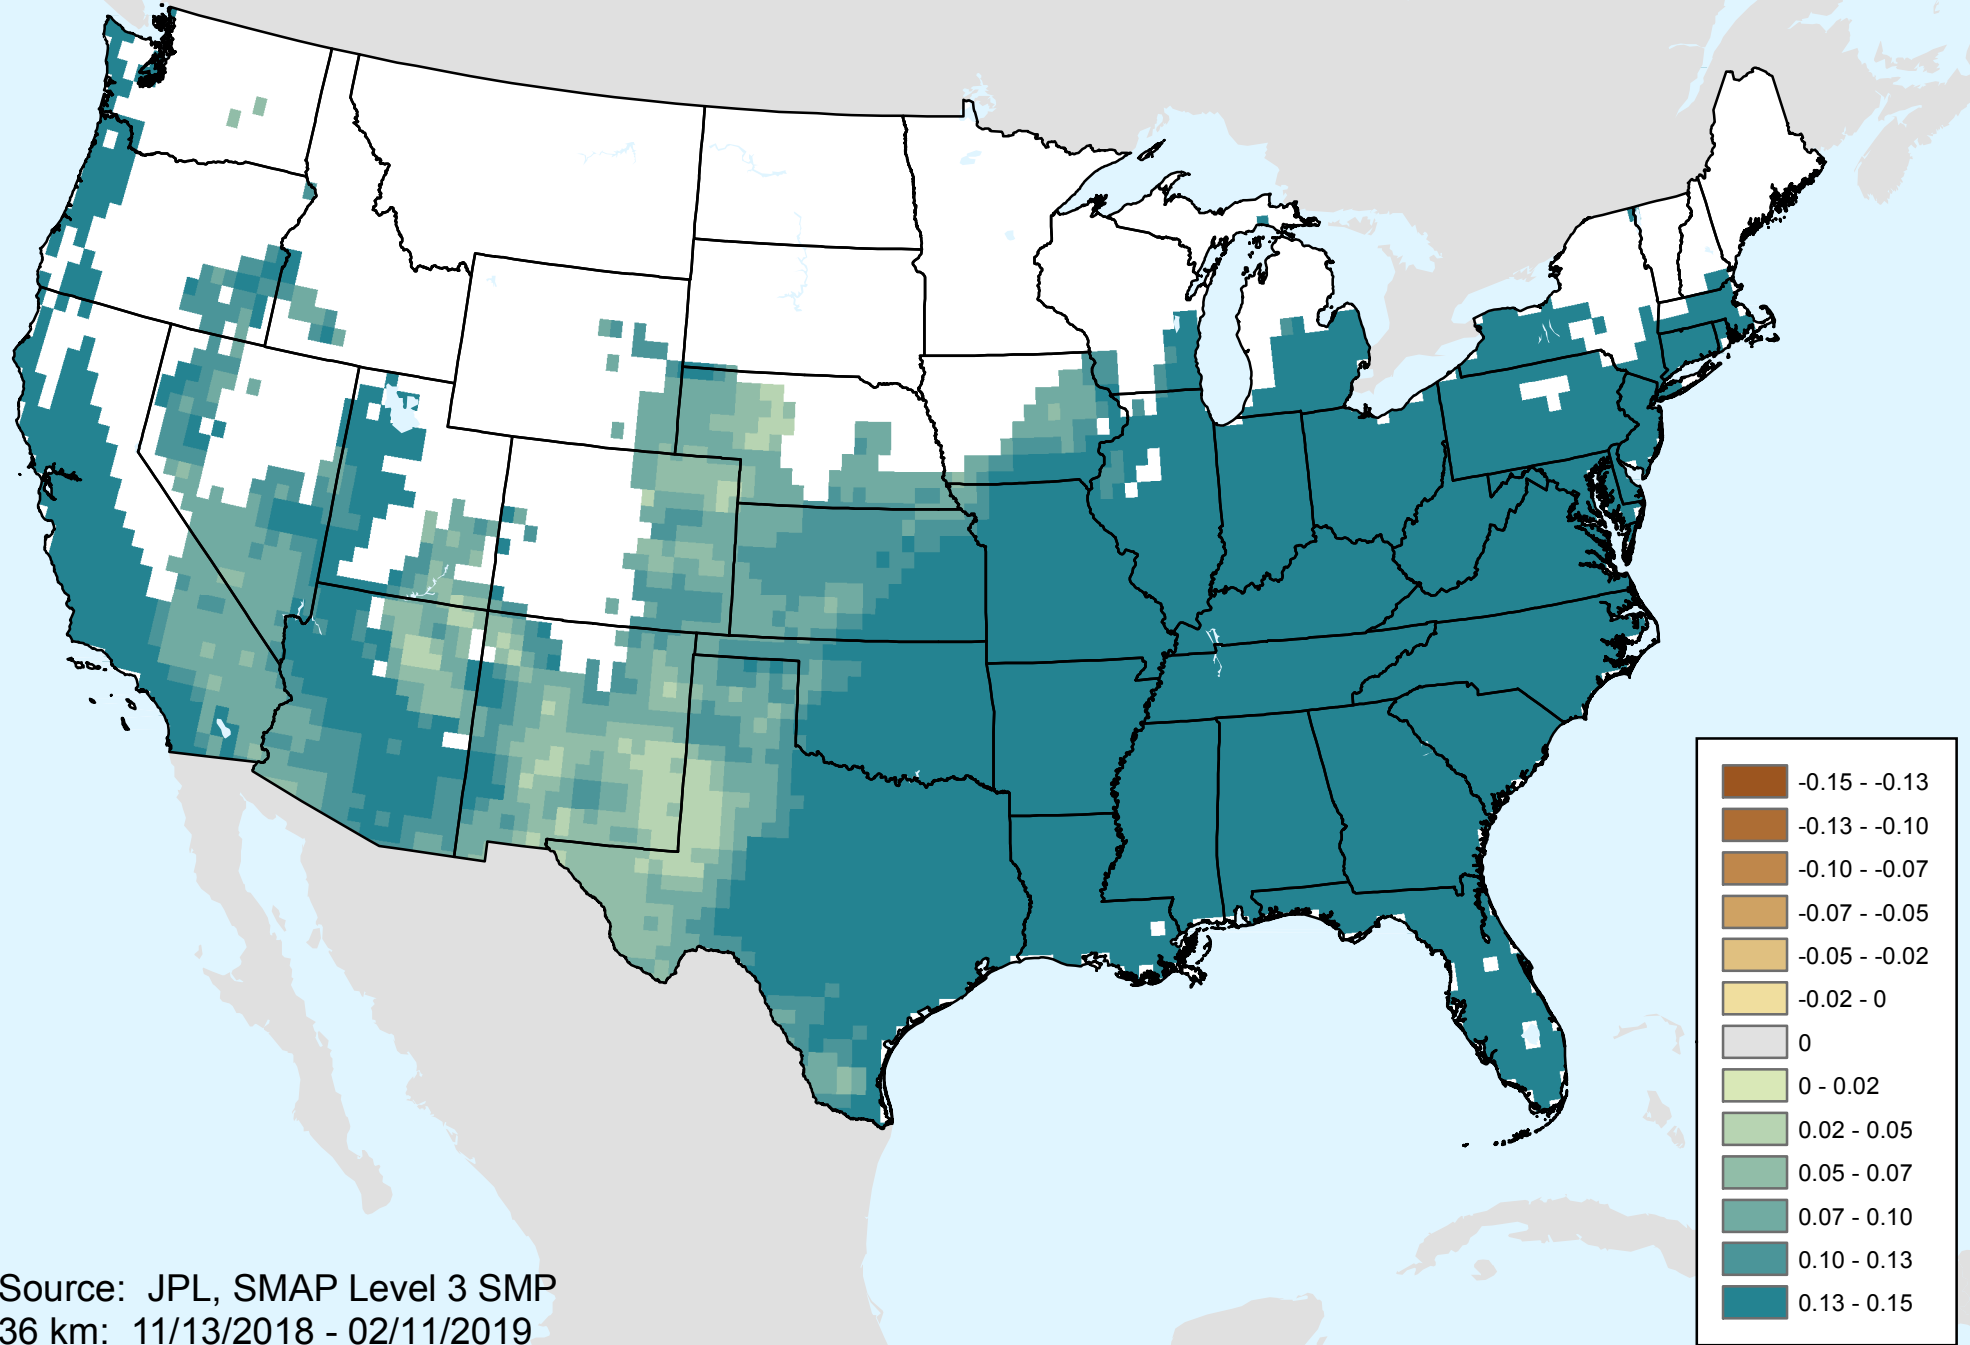 -0.15 - -0.13
-0.13 - -0.10
-0.10 - -0.07
-0.07 - -0.05
-0.05 - -0.02
-0.02 - 0
0
0 - 0.02
0.02 - 0.05
0.05 - 0.07
0.07 - 0.10
0.10 - 0.13
0.13 - 0.15
Source: JPL, SMAP Level 3 SMP
36 km: 11/13/2018 - 02/11/2019